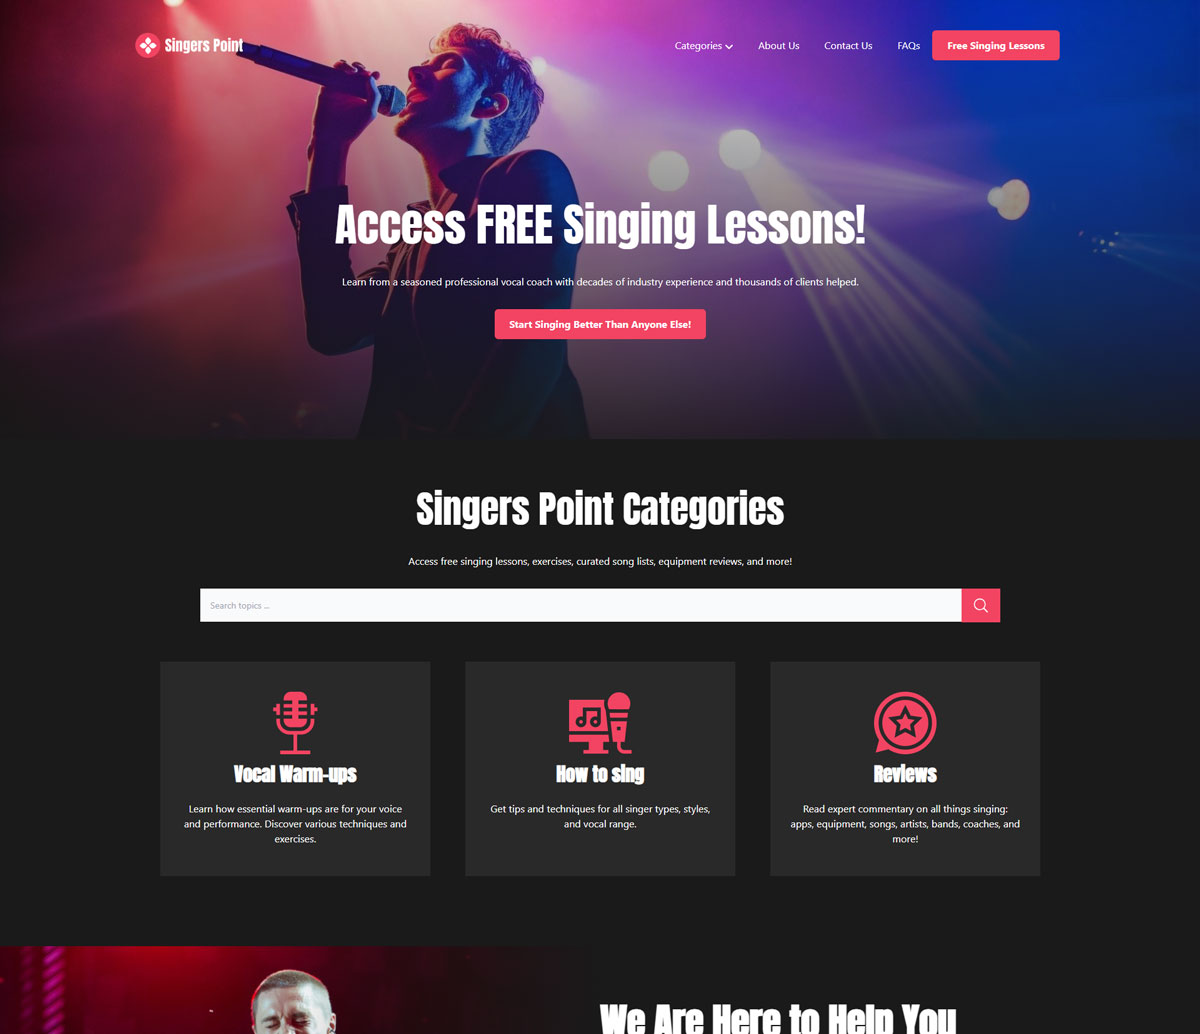 Singers Point
Categories
About Us
Contact Us
FAQs
Free Singing Lessons
Access FREE Singing Lessons!
Learn from a seasoned professional vocal coach with decades of industry experience and thousands of clients helped.
Start Singing Better Than Anyone Else!
Singers Point Categories
Access free singing lessons, exercises, curated song lists, equipment reviews, and more!
Search topics ...
Vocal Warm-ups
Learn how essential warm-ups are for your voice
and performance. Discover various techniques and
exercises.
How to sing
Get tips and techniques for all singer types, styles,
and vocal range.
Reviews
Read expert commentary on all things singing:
apps, equipment, songs, artists, bands, coaches, and
more!
We Are Here to Help You